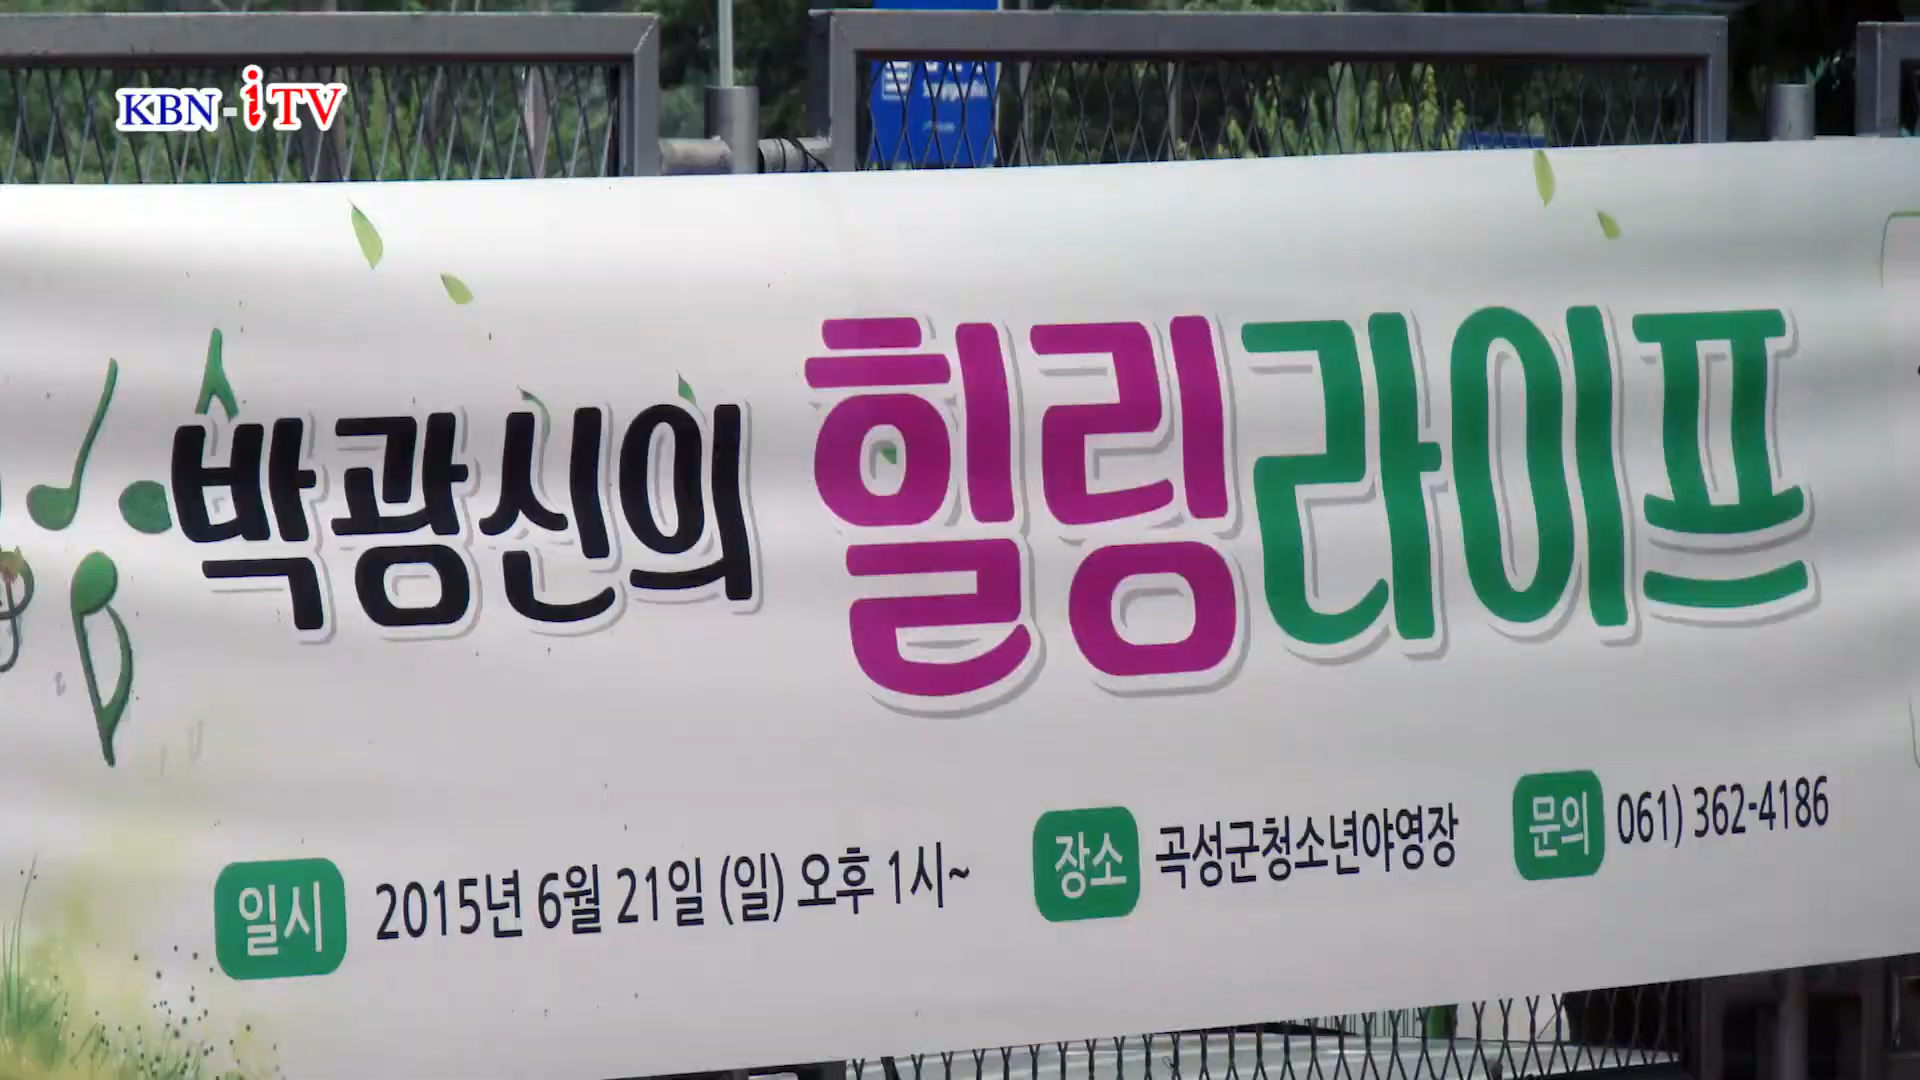 KBN-iTV
박광신의 힐링라이프
일시 2015년 6월 21일 (일) 오후 1시~ 장소 곡성군청소년야영장 문의 061) 362-4186